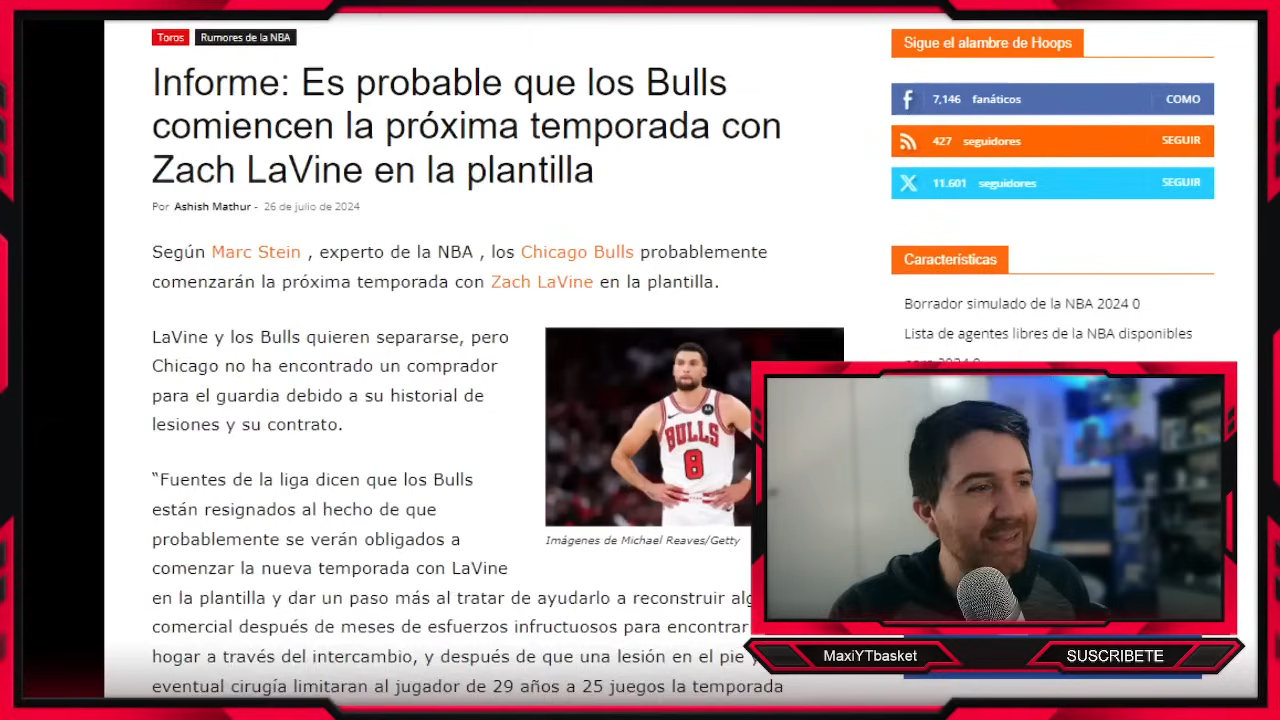 Toros
Rumores de la NBA
Informe: Es probable que los Bulls
comiencen la próxima temporada con
Zach LaVine en la plantilla
Por Ashish Mathur - 26 de julio de 2024
Según Marc Stein , experto de la NBA , los Chicago Bulls probablemente
comenzarán la próxima temporada con Zach LaVine en la plantilla.
LaVine y los Bulls quieren separarse, pero
Chicago no ha encontrado un comprador
para el guardia debido a su historial de
lesiones y su contrato.
“Fuentes de la liga dicen que los Bulls
están resignados al hecho de que
probablemente se verán obligados a
comenzar la nueva temporada con LaVine
en la plantilla y dar un paso más al tratar de ayudarlo a reconstruir
comercial después de meses de esfuerzos infructuosos para encontrar
hogar a través del intercambio, y después de que una lesión en el pie
eventual cirugía limitaran al jugador de 29 años a 25 juegos la temporada
BULLS
8
Imágenes de Michael Reaves/Getty
Sigue el alambre de Hoops
7,146 fanáticos COMO
427 seguidores SEGUIR
11.601 seguidores SEGUIR
Características
Borrador simulado de la NBA 2024 0
Lista de agentes libres de la NBA disponibles
para 2024 0
MaxiYTbasket
SUSCRIBETE